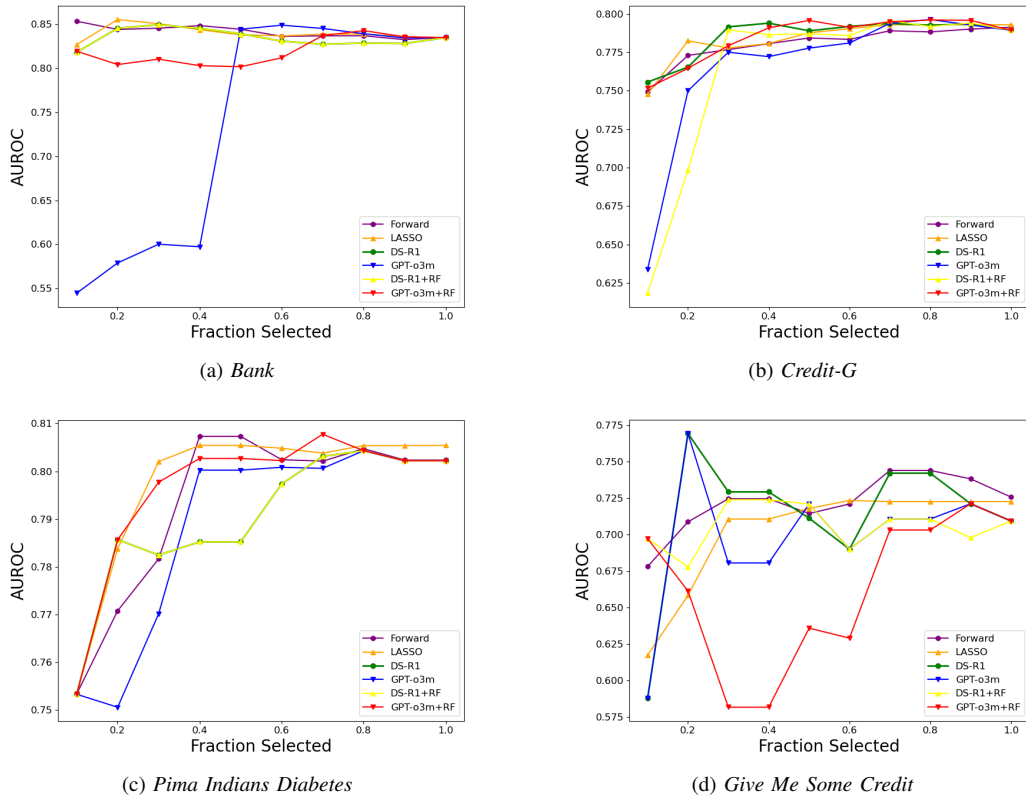 0.85
0.80
0.75
0.70
0.65
0.60
0.55
AUROC
0.2 0.4 0.6 0.8 1.0
Fraction Selected
Forward
LASSO
DS-R1
GPT-o3m
DS-R1+RF
GPT-o3m+RF
(a) Bank
0.800
0.775
0.750
0.725
0.700
0.675
0.650
0.625
AUROC
0.2 0.4 0.6 0.8 1.0
Fraction Selected
Forward
LASSO
DS-R1
GPT-o3m
DS-R1+RF
GPT-o3m+RF
(b) Credit-G
0.81
0.80
0.79
0.78
0.77
0.76
0.75
AUROC
0.2 0.4 0.6 0.8 1.0
Fraction Selected
Forward
LASSO
DS-R1
GPT-o3m
DS-R1+RF
GPT-o3m+RF
(c) Pima Indians Diabetes
0.775
0.750
0.725
0.700
0.675
0.650
0.625
0.600
0.575
AUROC
0.2 0.4 0.6 0.8 1.0
Fraction Selected
Forward
LASSO
DS-R1
GPT-o3m
DS-R1+RF
GPT-o3m+RF
(d) Give Me Some Credit